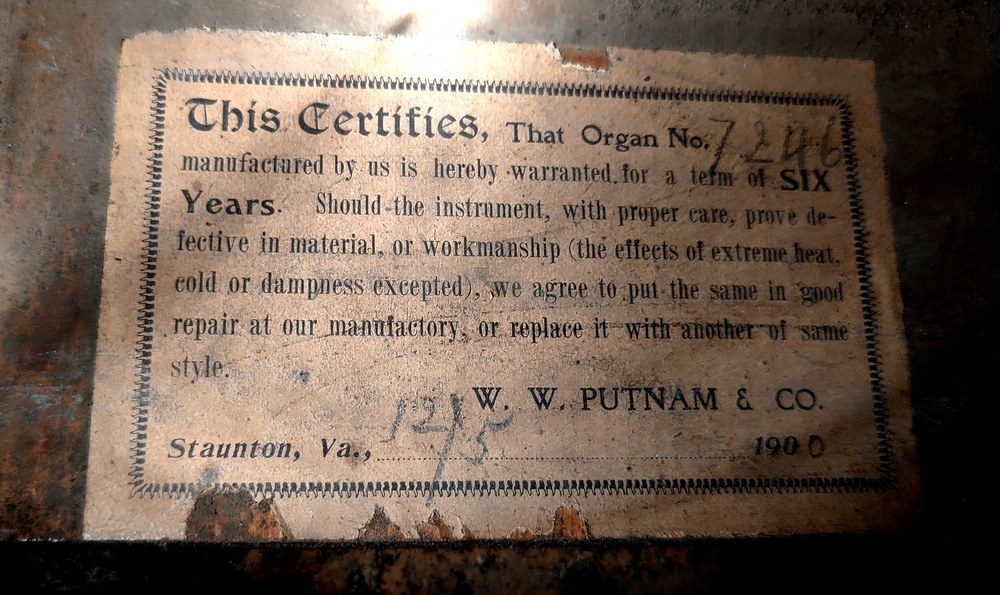 This Certifies, That Organ No. 7246
manufactured by us is hereby warranted for a term of SIX
Years. Should the instrument, with proper care, prove de-
fective in material, or workmanship (the effects of extreme heat,
cold or dampness excepted), we agree to put the same in good
repair at our manufactory, or replace it with another of same
style.
W. W. PUTNAM & CO.
Staunton, Va., 12/5 1900